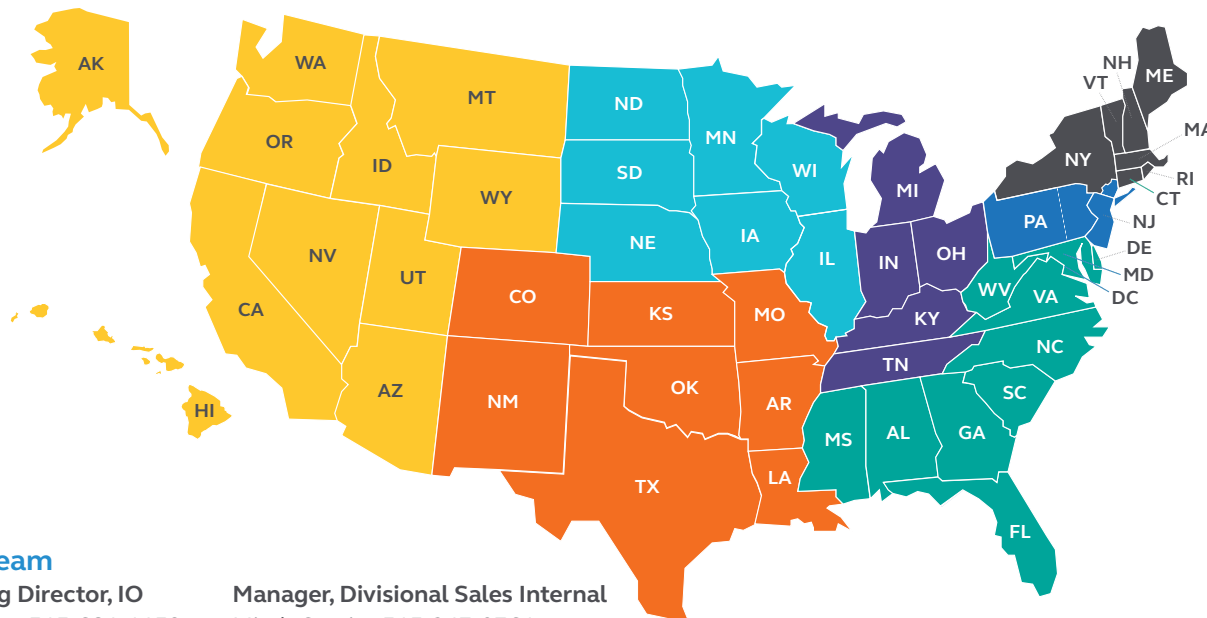 AK
WA
MT
OR
ID
WY
NV
UT
CA
AZ
HI
ND
SD
NE
MN
WI
IA
IL
CO
KS
MO
NM
OK
AR
TX
LA
MI
IN
OH
KY
TN
MS
AL
GA
FL
SC
NC
VA
WV
PA
NY
VT
NH
ME
MA
RI
CT
NJ
DE
MD
DC
eam
g Director, IO Manager, Divisional Sales Internal